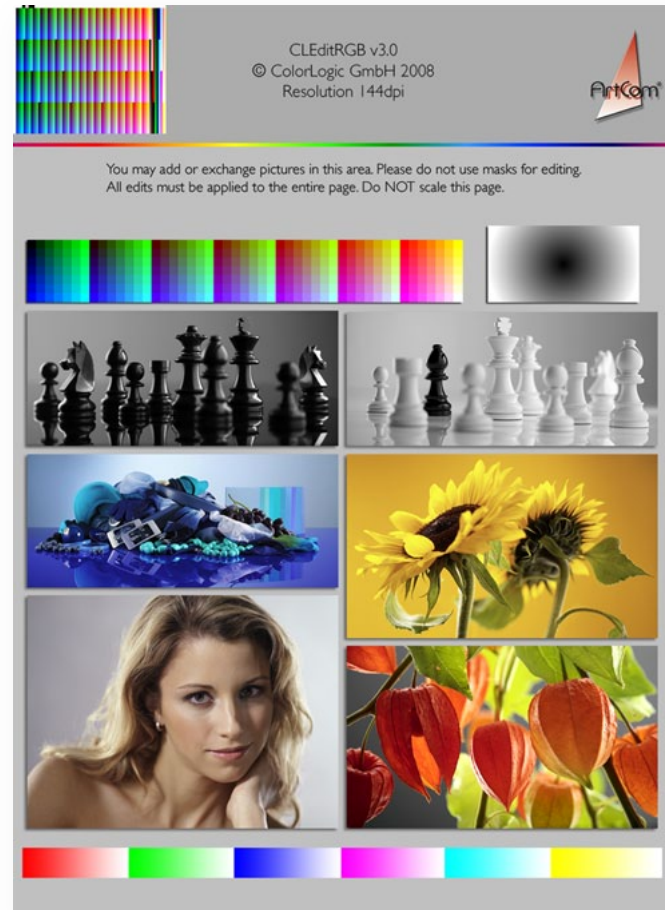 CLEditRGB v3.0
© ColorLogic GmbH 2008
Resolution 144dpi
ArtCom®
You may add or exchange pictures in this area. Please do not use masks for editing.
All edits must be applied to the entire page. Do NOT scale this page.